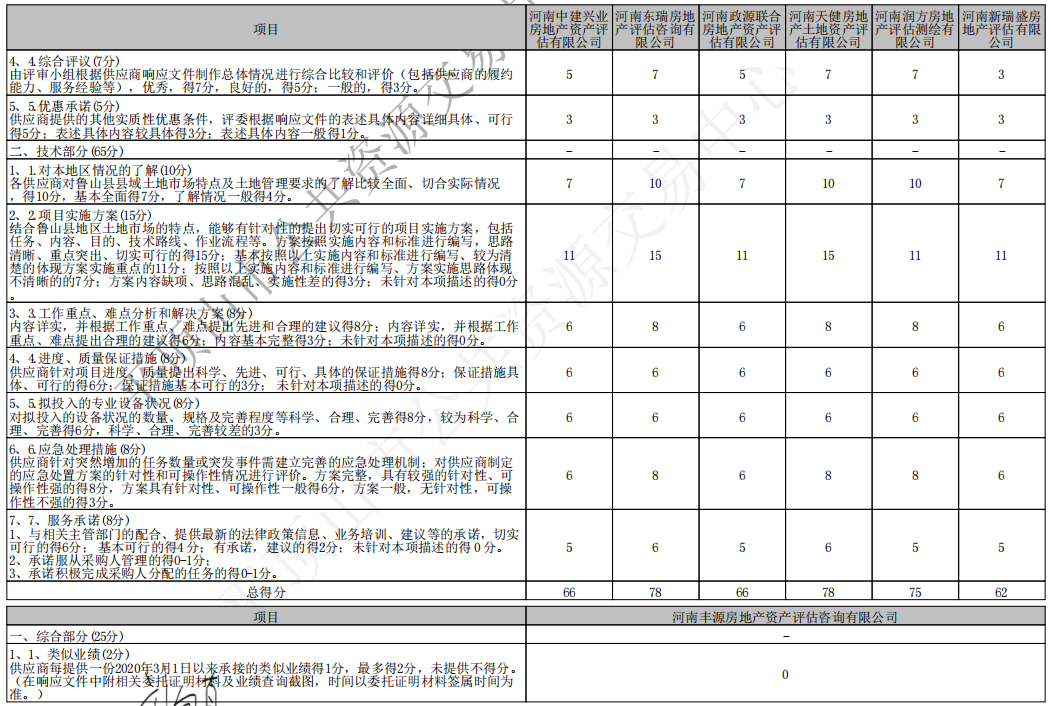 项目
河南中建兴业
房地产资产评
估有限公司
河南东瑞房地
产评估咨询有
限公司
河南政源联合
房地产资产评
估有限公司
河南天健房地
产土地资产评
估有限公司
河南润方房地
产评估测绘有
限公司
河南新瑞盛房
地产评估有限
公司
4、4.综合评议(7分)
由评审小组根据供应商响应文件制作总体情况进行综合比较和评价（包括供应商的履约
能力、服务经验等），优秀，得7分，良好的，得5分；一般的，得3分。
5 7 5 7 7 3
5、5.优惠承诺(5分)
供应商提供的其他实质性优惠条件，评委根据响应文件的表述具体内容详细具体、可行
得5分；表述具体内容较具体得3分；表述具体内容一般得1分。
3 3 3 3 3 3
二、技术部分(65分)
- - - - - -
1、1.对本地区情况的了解(10分)
各供应商对鲁山县县域土地市场特点及土地管理要求的了解比较全面、切合实际情况
，得10分，基本全面得7分，了解情况一般得4分。
7 10 7 10 10 7
2、2.项目实施方案(15分)
结合鲁山县地区土地市场的特点，能够有针对性的提出切实可行的项目实施方案，包括
任务、内容、目的、技术路线、作业流程等。方案按照实施内容和标准进行编写，思路
清晰、重点突出、切实可行的得15分；基本按照以上实施内容和标准进行编写、较为清
楚的体现方案实施重点的11分；按照以上实施内容和标准进行编写、方案实施思路体现
不清晰的的7分；方案内容缺项、思路混乱、实施性差的得3分；未针对本项描述的得0分
。
11 15 11 15 11 11
3、3.工作重点、难点分析和解决方案(8分)
内容详实，并根据工作重点、难点提出先进和合理的建议得8分；内容详实，并根据工作
重点、难点提出合理的建议得6分；内容基本完整得3分；未针对本项描述的得0分。
6 8 6 8 8 6
4、4.进度、质量保证措施(8分)
供应商针对项目进度、质量提出科学、先进、可行、具体的保证措施得8分；保证措施具
体、可行的得6分；保证措施基本可行的3分； 未针对本项描述的得0分。
6 6 6 6 6 6
5、5.拟投入的专业设备状况(8分)
对拟投入的设备状况的数量、规格及完善程度等科学、合理、完善得8分，较为科学、合
理、完善得6分，科学、合理、完善较差的3分。
6 6 6 6 6 6
6、6.应急处理措施(8分)
供应商针对突然增加的任务数量或突发事件需建立完善的应急处理机制；对供应商制定
的应急处置方案的针对性和可操作性情况进行评价。方案完整，具有较强的针对性、可
操作性强的得8分，方案具有针对性、可操作性一般得6分，方案一般，无针对性，可操
作性不强的得3分。
6 8 6 8 8 6
7、7、服务承诺(8分)
1、与相关主管部门的配合、提供最新的法律政策信息、业务培训、建议等的承诺，切实
可行的得6分； 基本可行的得4分；有承诺，建议的得2分；未针对本项描述的得０分。
2、承诺服从采购人管理的得0-1分；
3、承诺积极完成采购人分配的任务的得0-1分。
5 6 5 6 5 5
总得分
66 78 66 78 75 62
项目
河南丰源房地产资产评估咨询有限公司
一、综合部分(25分)
-
1、1、类似业绩(2分)
供应商每提供一份2020年3月1日以来承接的类似业绩得1分，最多得2分，未提供不得分。
（在响应文件中附相关委托证明材料及业绩查询截图，时间以委托证明材料签属时间为
准。）
0
平顶山市公共资源交易中心
平顶山市公共资源交易中心